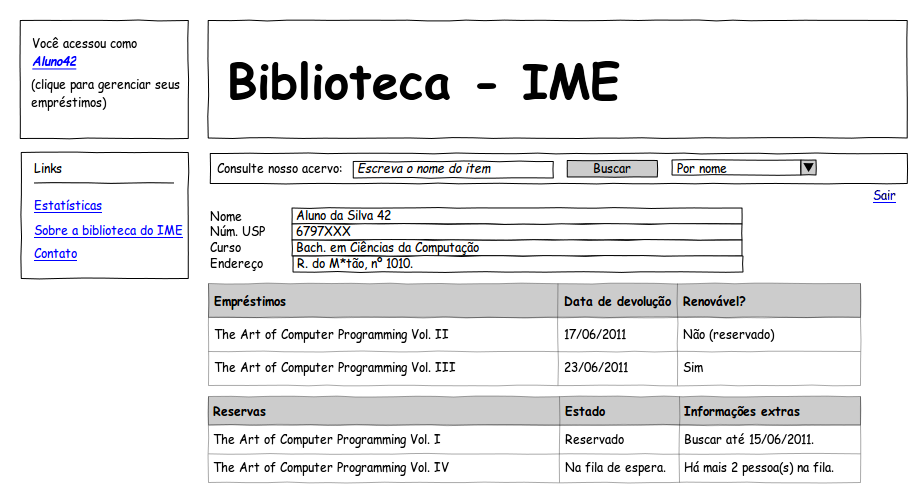 Você acessou como
Aluno42
(clique para gerenciar seus
empréstimos)
Biblioteca - IME
Links
Estatísticas
Sobre a biblioteca do IME
Contato
Consulte nosso acervo: Escreva o nome do item Buscar Por nome
Sair
Nome Aluno da Silva 42
Núm. USP 6797XXX
Curso Bach. em Ciências da Computação
Endereço R. do M*tão, nº 1010.
Empréstimos Data de devolução Renovável?
The Art of Computer Programming Vol. II 17/06/2011 Não (reservado)
The Art of Computer Programming Vol. III 23/06/2011 Sim
Reservas Estado Informações extras
The Art of Computer Programming Vol. I Reservado Buscar até 15/06/2011.
The Art of Computer Programming Vol. IV Na fila de espera. Há mais 2 pessoa(s) na fila.